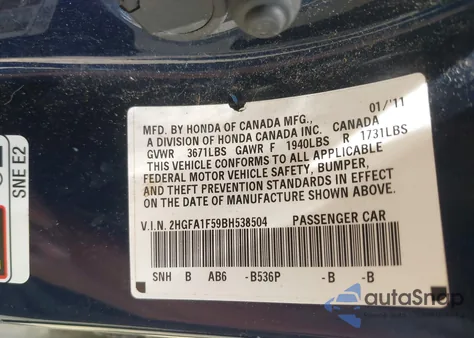 01/'11
MFD. BY HONDA OF CANADA MFG.,
A DIVISION OF HONDA CANADA INC. CANADA
GVWR 3671LBS GAWR F 1940LBS R 1731LBS
THIS VEHICLE CONFORMS TO ALL APPLICABLE
FEDERAL MOTOR VEHICLE SAFETY, BUMPER,
AND THEFT PREVENTION STANDARDS IN EFFECT
ON THE DATE OF MANUFACTURE SHOWN ABOVE.
V.I.N. 2HGFA1F59BH538504 PASSENGER CAR
SNH B AB6 -B536P -B -B
SNE E2
autoSnap